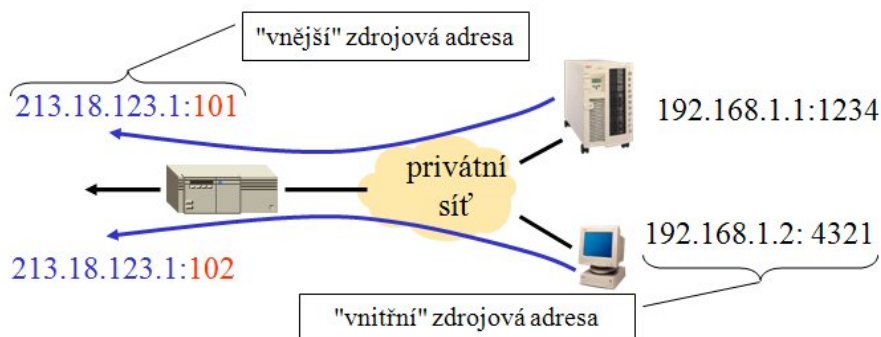 "vnější" zdrojová adresa
213.18.123.1:101
192.168.1.1:1234
privátní
síť
192.168.1.2: 4321
213.18.123.1:102
"vnitřní" zdrojová adresa